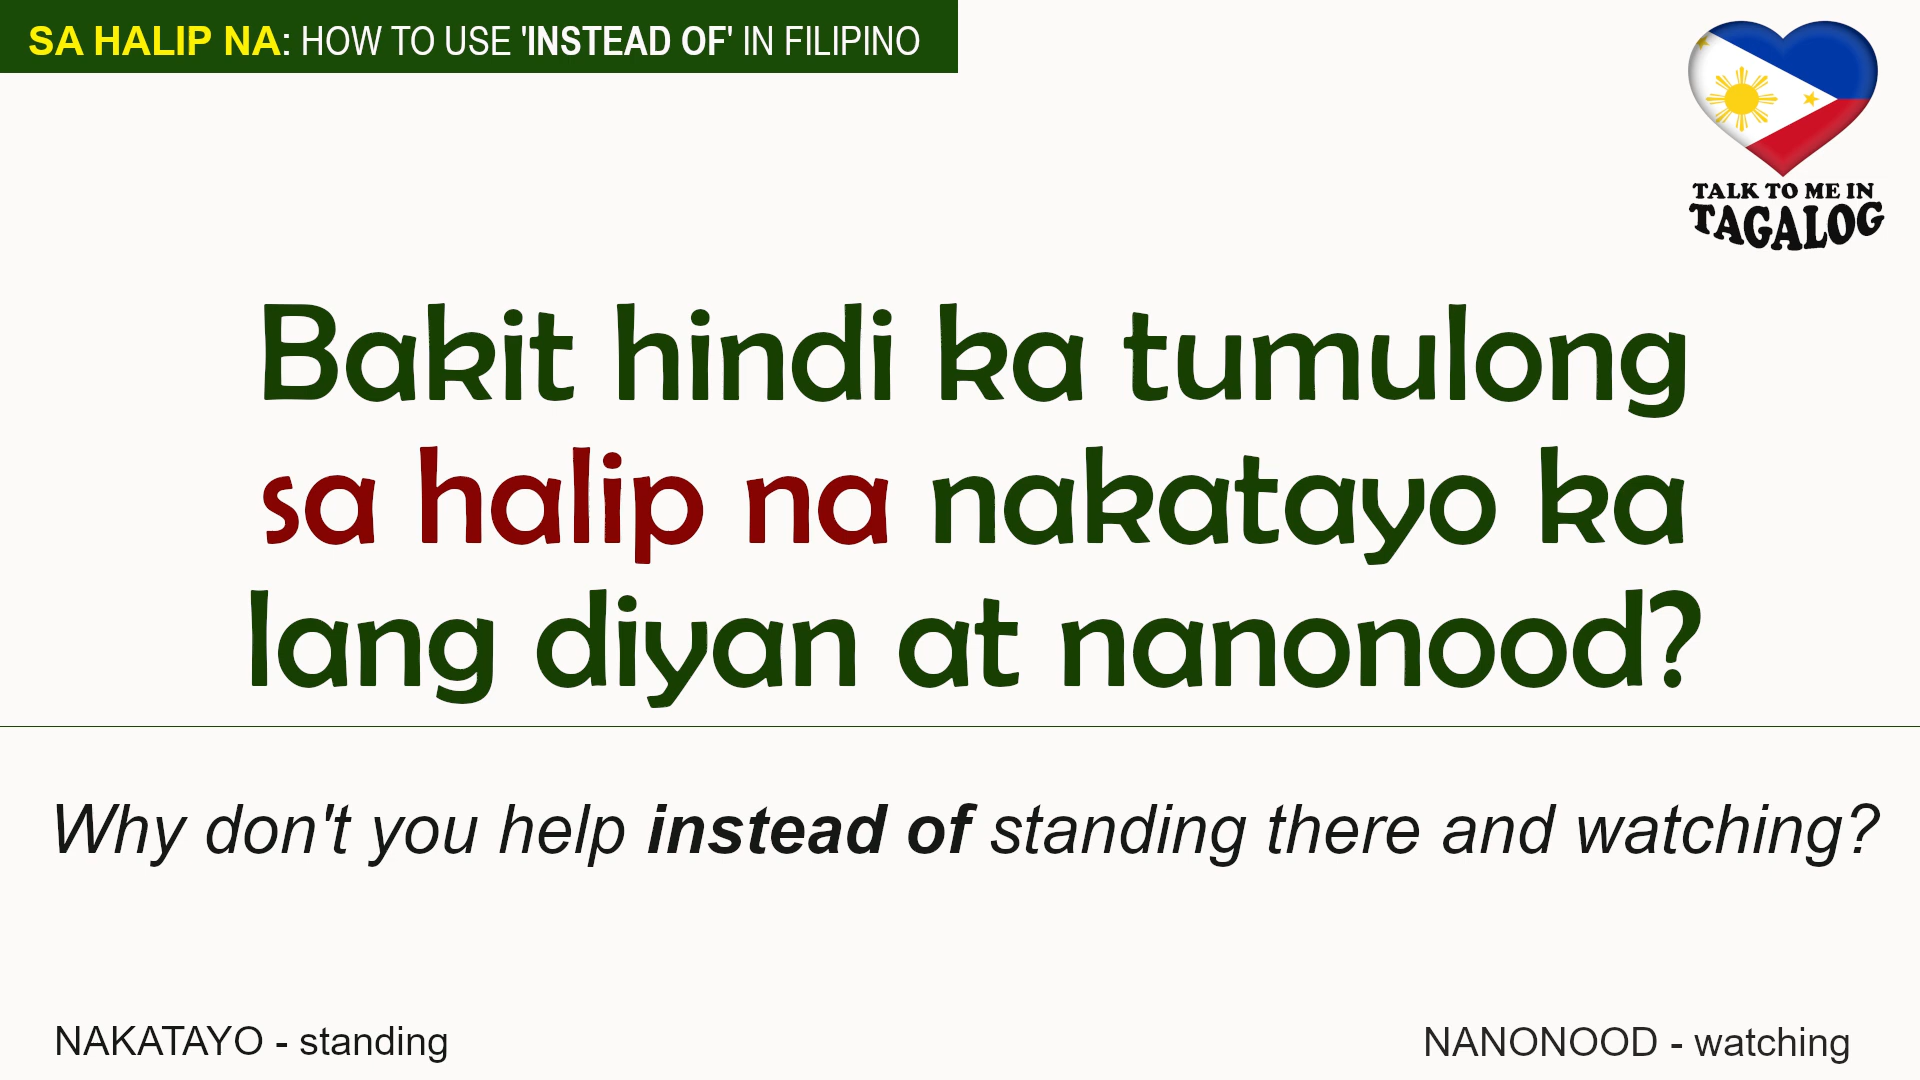 SA HALIP NA: HOW TO USE 'INSTEAD OF' IN FILIPINO
TALK TO ME IN
TAGALOG
Bakit hindi ka tumulong
sa halip na nakatayo ka
lang diyan at nanonood?
Why don't you help instead of standing there and watching?
NAKATAYO - standing
NANONOOD - watching